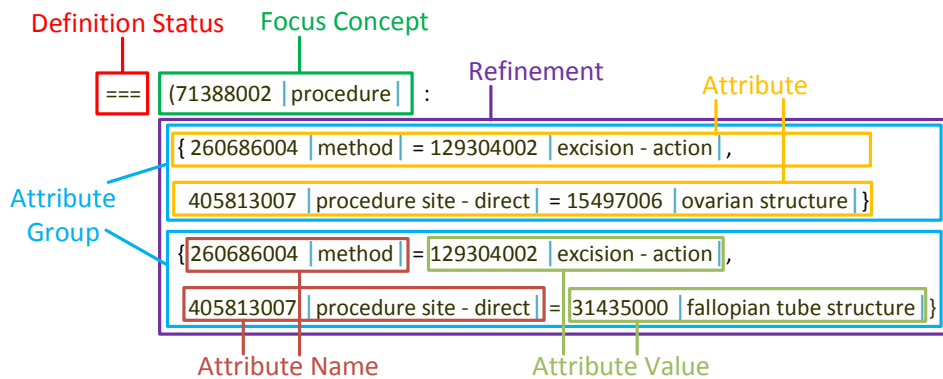 Definition Status
Focus Concept
Refinement
Attribute
=== (71388002 |procedure| :
{ 260686004 |method| = 129304002 |excision - action| ,
405813007 |procedure site - direct| = 15497006 |ovarian structure|}
Attribute
Group
{ 260686004 |method| = 129304002 |excision - action| ,
405813007 |procedure site - direct| = 31435000 |fallopian tube structure| }
Attribute Name
Attribute Value